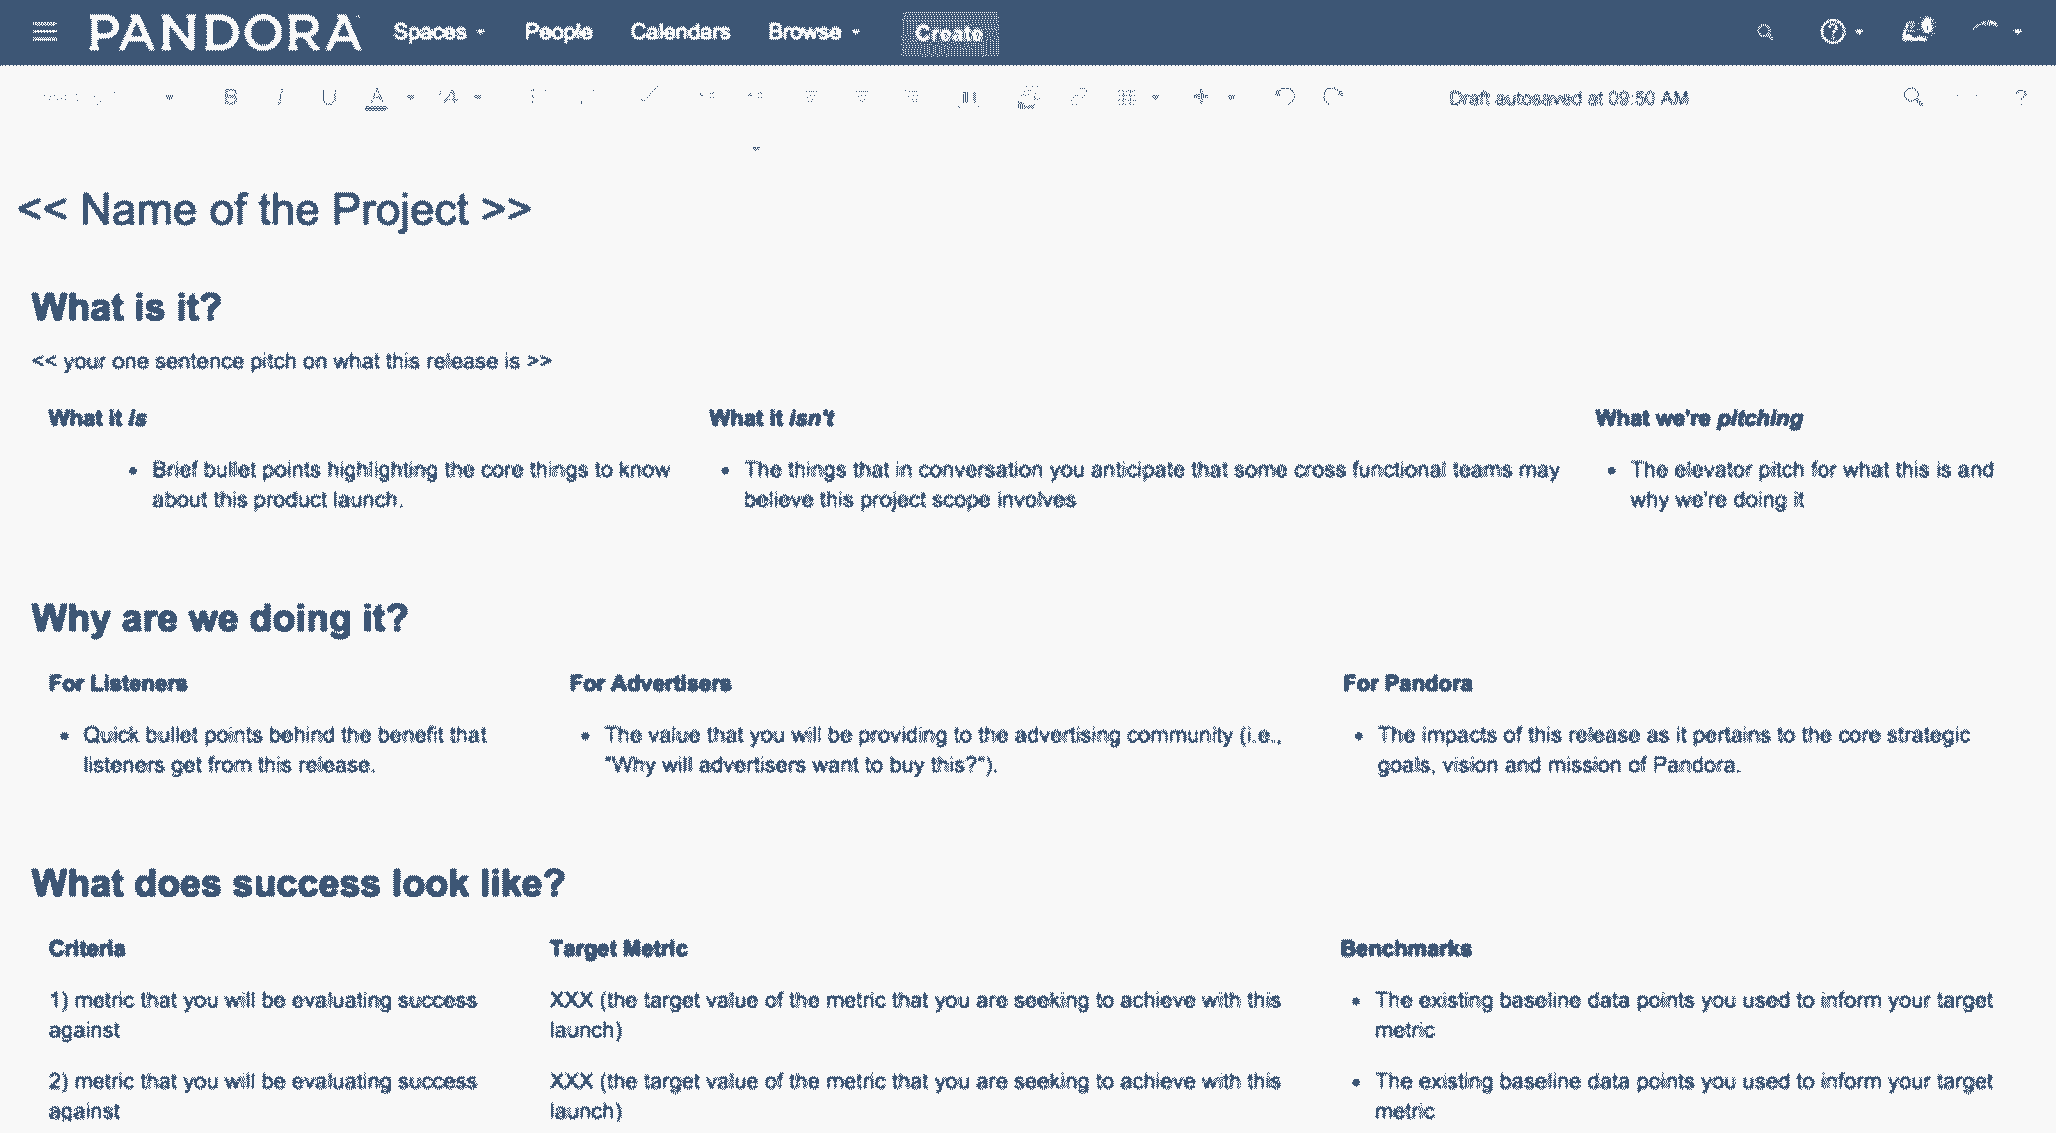 PANDORA Spaces People Calendars Browse Create
B I U A Draft autosaved at 09:50 AM ?
<< Name of the Project >>
What is it?
<< your one sentence pitch on what this release is >>
What it is What it isn't What we're pitching
• Brief bullet points highlighting the core things to know • The things that in conversation you anticipate that some cross functional teams may • The elevator pitch for what this is and
about this product launch. believe this project scope involves why we're doing it
Why are we doing it?
For Listeners For Advertisers For Pandora
• Quick bullet points behind the benefit that • The value that you will be providing to the advertising community (i.e., • The impacts of this release as it pertains to the core strategic
listeners get from this release. "Why will advertisers want to buy this?"). goals, vision and mission of Pandora.
What does success look like?
Criteria Target Metric Benchmarks
1) metric that you will be evaluating success XXX (the target value of the metric that you are seeking to achieve with this • The existing baseline data points you used to inform your target
against launch) metric
2) metric that you will be evaluating success XXX (the target value of the metric that you are seeking to achieve with this • The existing baseline data points you used to inform your target
against launch) metric